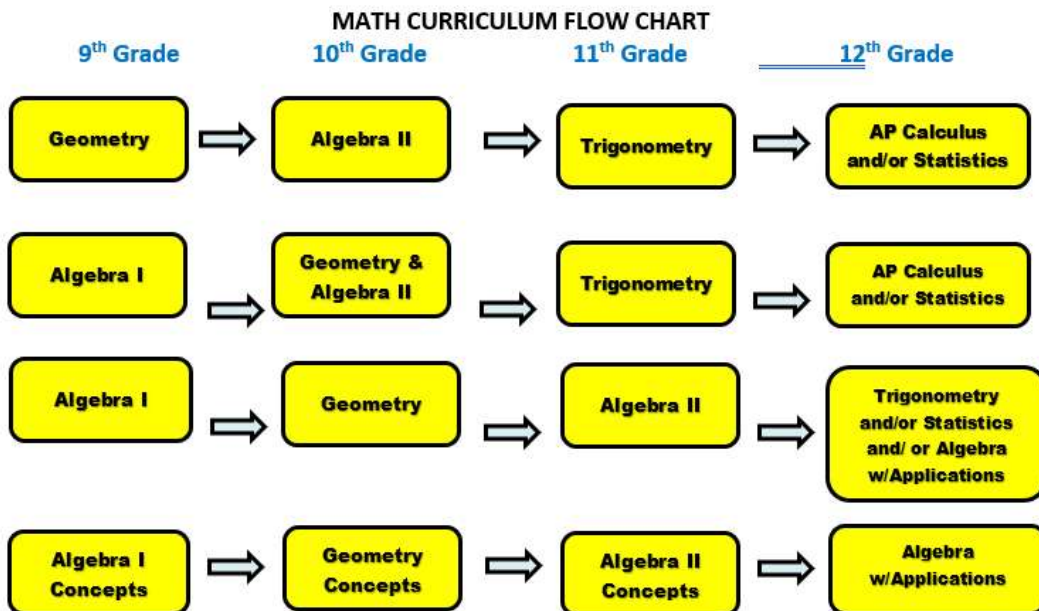 MATH CURRICULUM FLOW CHART
9th Grade 10th Grade 11th Grade 12th Grade
Geometry
Algebra II
Trigonometry
AP Calculus
and/or Statistics
Algebra I
Geometry &
Algebra II
Trigonometry
AP Calculus
and/or Statistics
Algebra I
Geometry
Algebra II
Trigonometry
and/or Statistics
and/ or Algebra
w/Applications
Algebra I
Concepts
Geometry
Concepts
Algebra II
Concepts
Algebra
w/Applications